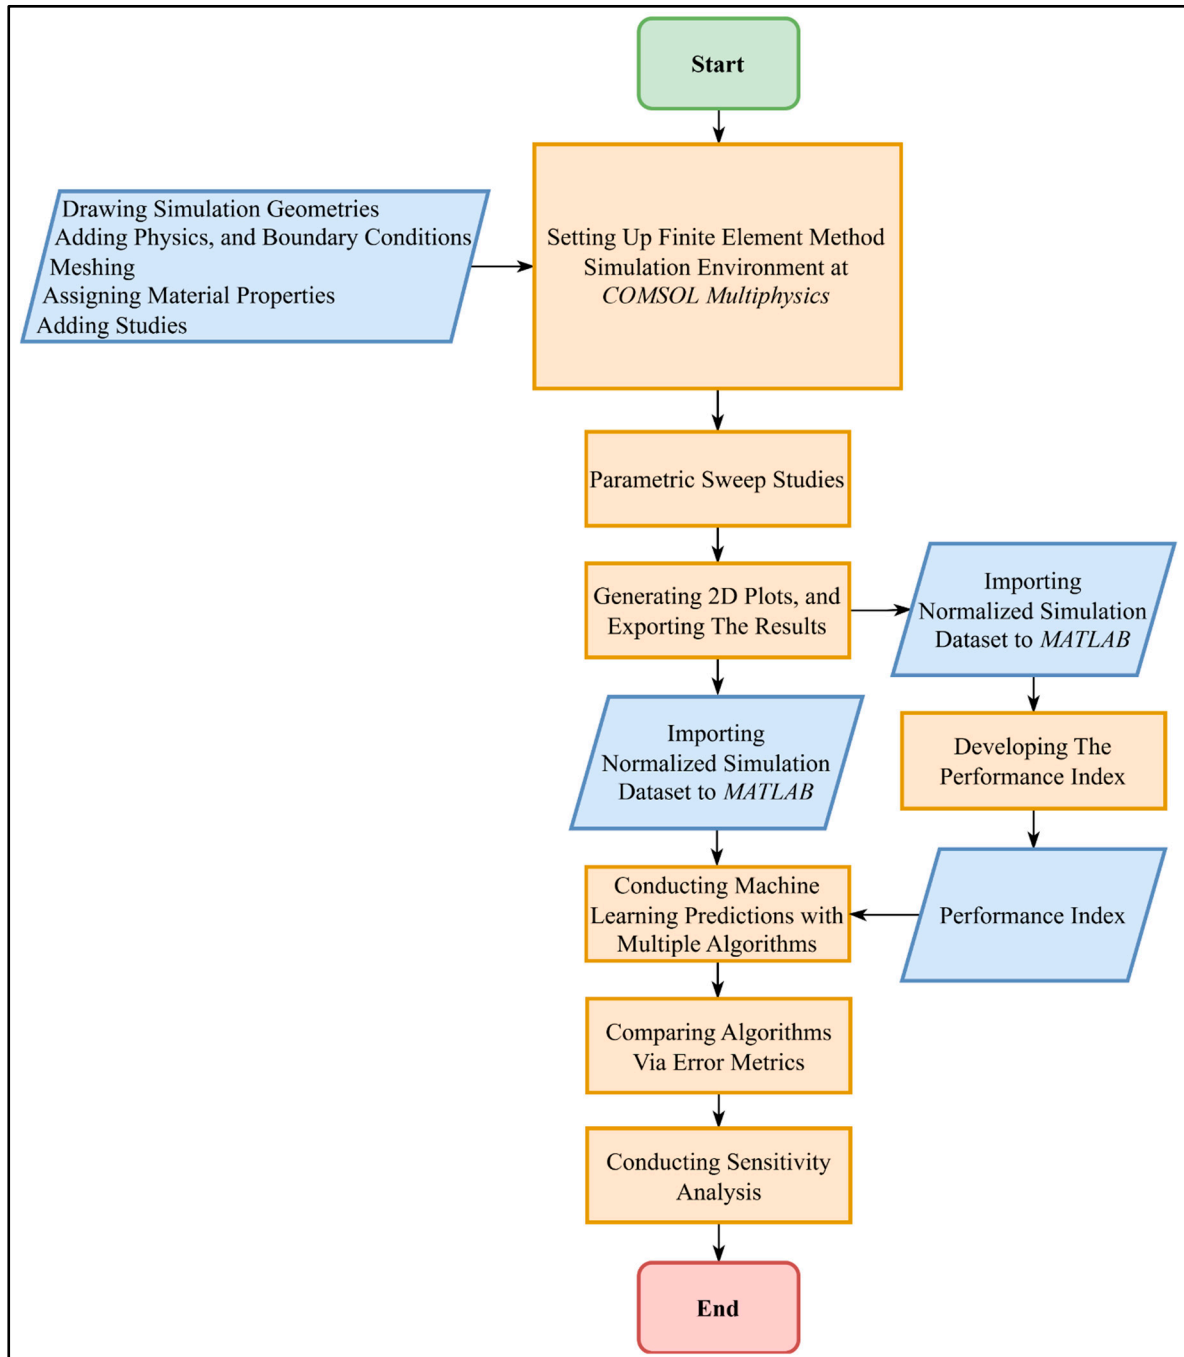 Start
Drawing Simulation Geometries
Adding Physics, and Boundary Conditions
Meshing
Assigning Material Properties
Adding Studies
Setting Up Finite Element Method
Simulation Environment at
COMSOL Multiphysics
Parametric Sweep Studies
Generating 2D Plots, and
Exporting The Results
Importing
Normalized Simulation
Dataset to MATLAB
Developing The
Performance Index
Performance Index
Importing
Normalized Simulation
Dataset to MATLAB
Conducting Machine
Learning Predictions with
Multiple Algorithms
Comparing Algorithms
Via Error Metrics
Conducting Sensitivity
Analysis
End